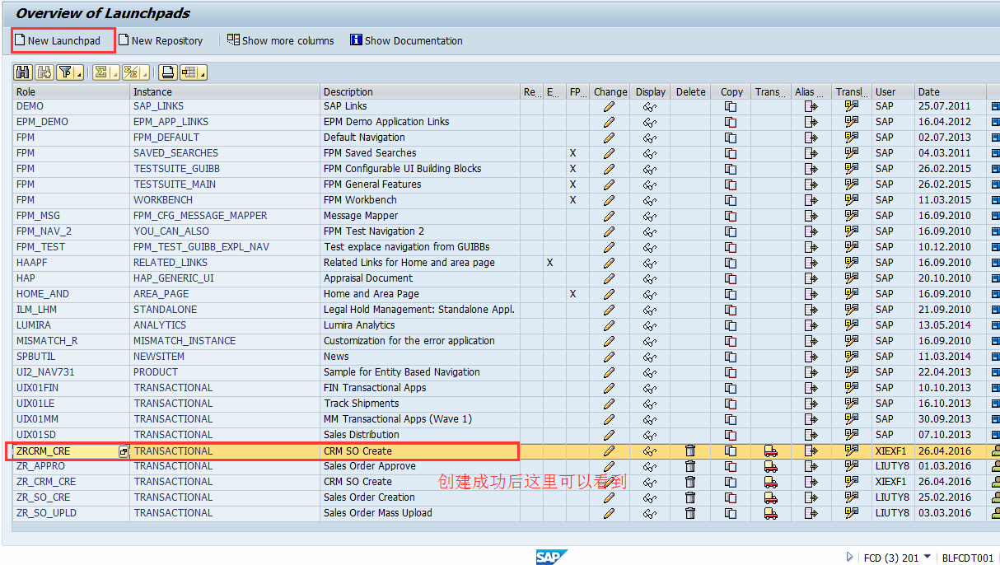 Overview of Launchpads
New Launchpad New Repository Show more columns Show Documentation
Role Instance Description Re... E... FP... Change Display Delete Copy Trans... Alias ... Transl... User Date
DEMO SAP_LINKS SAP Links SAP 25.07.2011
EPM_DEMO EPM_APP_LINKS EPM Demo Application Links SAP 16.04.2012
FPM FPM_DEFAULT Default Navigation SAP 02.07.2013
FPM SAVED_SEARCHES FPM Saved Searches X SAP 04.03.2011
FPM TESTSUITE_GUIBB FPM Configurable UI Building Blocks X SAP 26.02.2015
FPM TESTSUITE_MAIN FPM General Features X SAP 26.02.2015
FPM WORKBENCH FPM Workbench X SAP 11.03.2015
FPM_MSG FPM_CFG_MESSAGE_MAPPER Message Mapper SAP 16.09.2010
FPM_NAV_2 YOU_CAN_ALSO FPM Test Navigation 2 SAP 16.09.2010
FPM_TEST FPM_TEST_GUIBB_EXPL_NAV Test explace navigation from GUIBBs SAP 10.12.2010
HAAPF RELATED_LINKS Related Links for Home and area page X SAP 16.09.2010
HAP HAP_GENERIC_UI Appraisal Document SAP 20.10.2010
HOME_AND AREA_PAGE Home and Area Page X SAP 16.09.2010
ILM_LHM STANDALONE Legal Hold Management: Standalone Appl. SAP 21.09.2010
LUMIRA ANALYTICS Lumira Analytics SAP 13.05.2014
MISMATCH_R MISMATCH_INSTANCE Customization for the error application SAP 16.09.2010
SPBUTIL NEWSITEM News SAP 11.03.2014
UI2_NAV731 PRODUCT Sample for Entity Based Navigation SAP 22.04.2013
UIX01FIN TRANSACTIONAL FIN Transactional Apps SAP 10.10.2013
UIX01LE TRANSACTIONAL Track Shipments SAP 16.10.2013
UIX01MM TRANSACTIONAL MM Transactional Apps (Wave 1) SAP 30.09.2013
UIX01SD TRANSACTIONAL Sales Distribution SAP 07.10.2013
ZRCRM_CRE TRANSACTIONAL CRM SO Create XIEXF1 26.04.2016
ZR_APPRO TRANSACTIONAL Sales Order Approve LIUTY8 01.03.2016
ZR_CRM_CRE TRANSACTIONAL CRM SO Create XIEXF1 26.04.2016
创建成功后这里可以看到
ZR_SO_CRE TRANSACTIONAL Sales Order Creation LIUTY8 25.02.2016
ZR_SO_UPLD TRANSACTIONAL Sales Order Mass Upload LIUTY8 03.03.2016
SAP FCD (3) 201 BLFCDT001